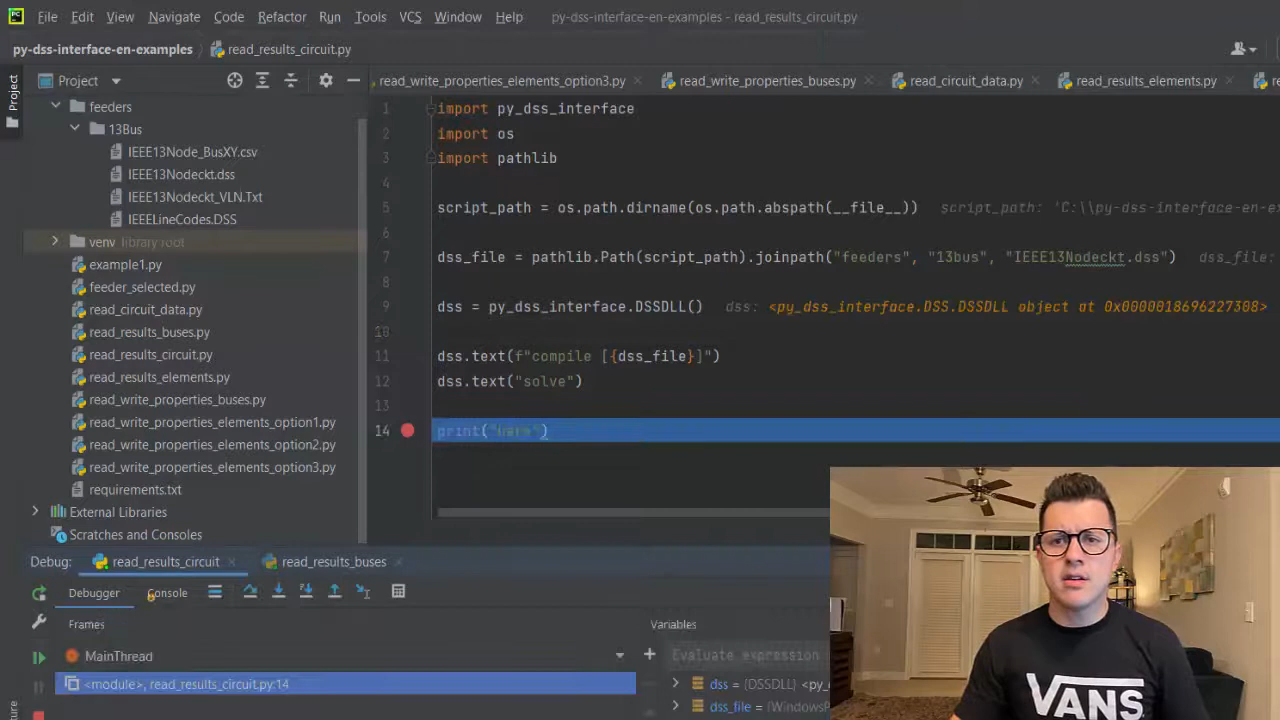 PC
File Edit View Navigate Code Refactor Run Tools VCS Window Help py-dss-interface-en-examples - read_results_circuit.py
py-dss-interface-en-examples read_results_circuit.py
Project
Project
feeders
13Bus
IEEE13Node_BusXY.csv
IEEE13Nodeckt.dss
IEEE13Nodeckt_VLN.Txt
IEEELineCodes.DSS
venv library root
example1.py
feeder_selected.py
read_circuit_data.py
read_results_buses.py
read_results_circuit.py
read_results_elements.py
read_write_properties_buses.py
read_write_properties_elements_option1.py
read_write_properties_elements_option2.py
read_write_properties_elements_option3.py
requirements.txt
External Libraries
Scratches and Consoles
read_write_properties_elements_option3.py read_write_properties_buses.py read_circuit_data.py read_results_elements.py
1 import py_dss_interface
2 import os
3 import pathlib
4
5 script_path = os.path.dirname(os.path.abspath(__file__)) script_path: 'C:\\py-dss-interface-en-ex
6
7 dss_file = pathlib.Path(script_path).joinpath("feeders", "13bus", "IEEE13Nodeckt.dss") dss_file:
8
9 dss = py_dss_interface.DSSDLL() dss: <py_dss_interface.DSS.DSSDLL object at 0x0000018696227308>
10
11 dss.text(f"compile [{dss_file}]")
12 dss.text("solve")
13
14 print("here")
Debug: read_results_circuit read_results_buses
Debugger Console
Frames
MainThread
<module>, read_results_circuit.py:14
Variables
Evaluate expression
dss = {DSSDLL} <py_d
dss_file = {WindowsP
VANS